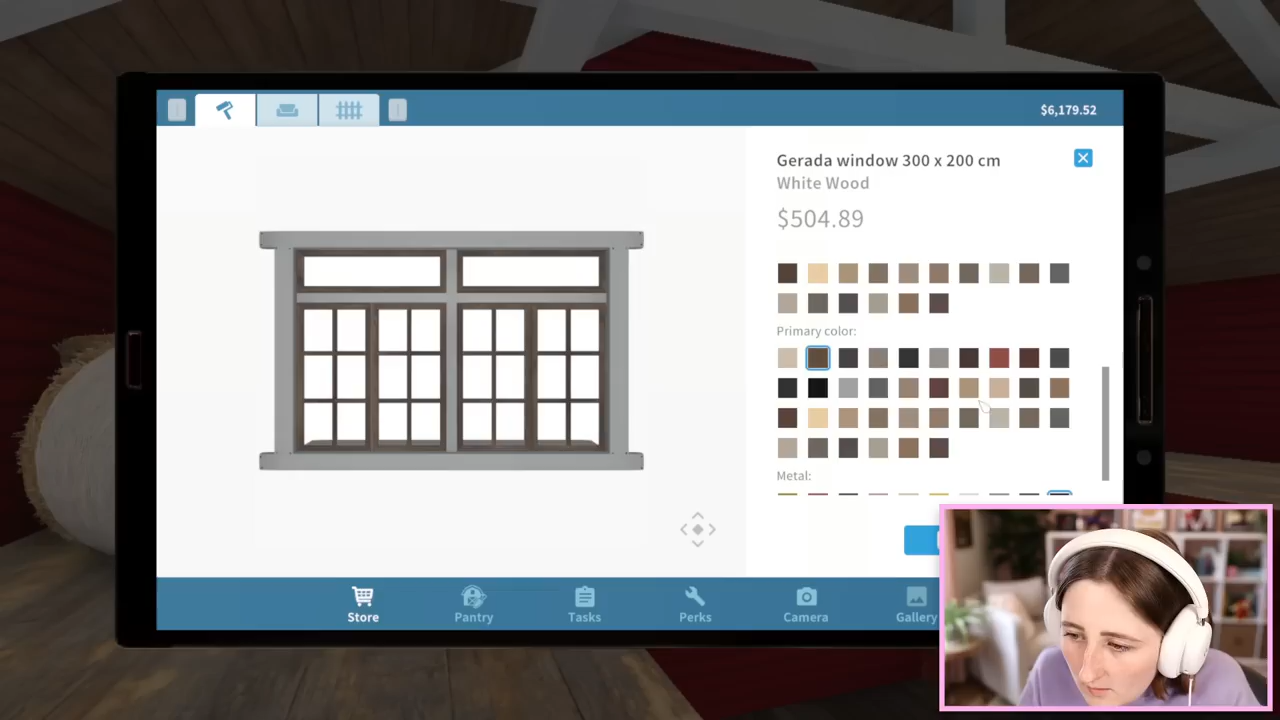 $6,179.52
Gerada window 300 x 200 cm
White Wood
$504.89
Primary color:
Metal:
Store
Pantry
Tasks
Perks
Camera
Gallery